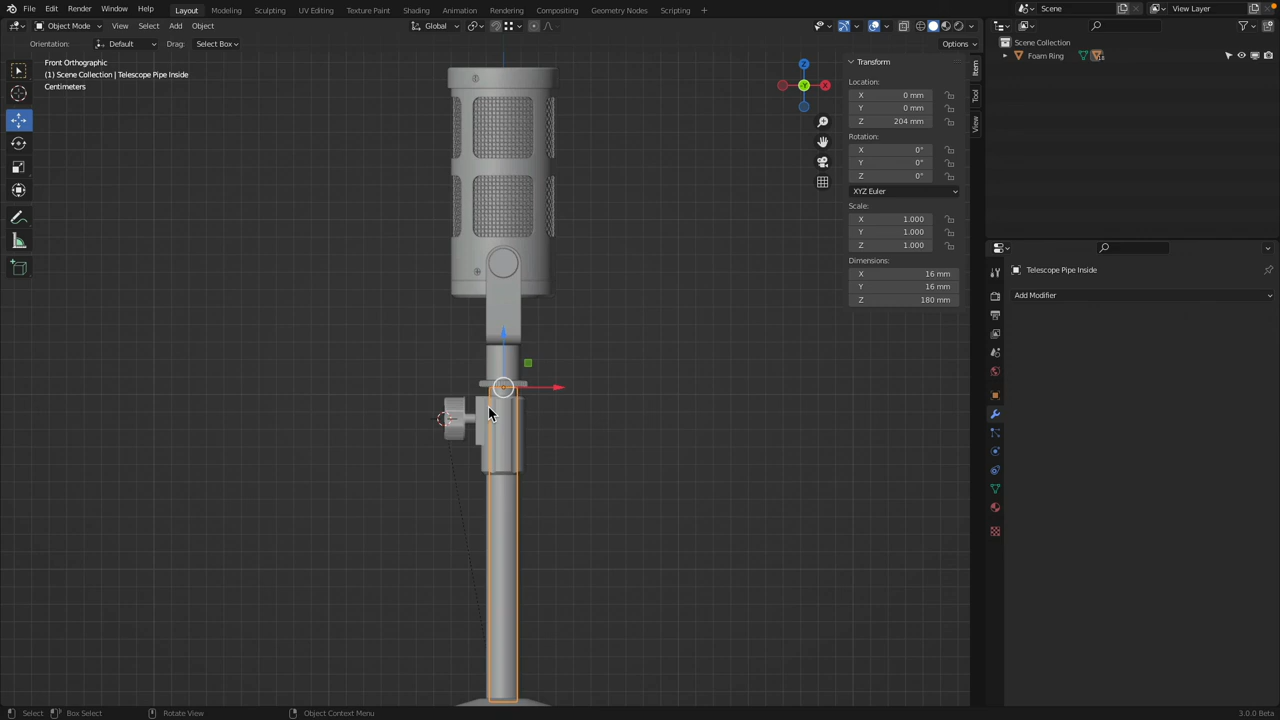 File Edit Render Window Help Layout Modeling Sculpting UV Editing Texture Paint Shading Animation Rendering Compositing Geometry Nodes Scripting + Scene View Layer
Object Mode View Select Add Object Global Options
Orientation: Default Drag: Select Box
Front Orthographic
(1) Scene Collection | Telescope Pipe Inside
Centimeters
Z
X
-Y
Transform
Location:
X 0 mm
Y 0 mm
Z 204 mm
Rotation:
X 0°
Y 0°
Z 0°
XYZ Euler
Scale:
X 1.000
Y 1.000
Z 1.000
Dimensions:
X 16 mm
Y 16 mm
Z 180 mm
Item
Tool
View
Scene Collection
Foam Ring
Telescope Pipe Inside
Add Modifier
Select Box Select Rotate View Object Context Menu 3.0.0 Beta